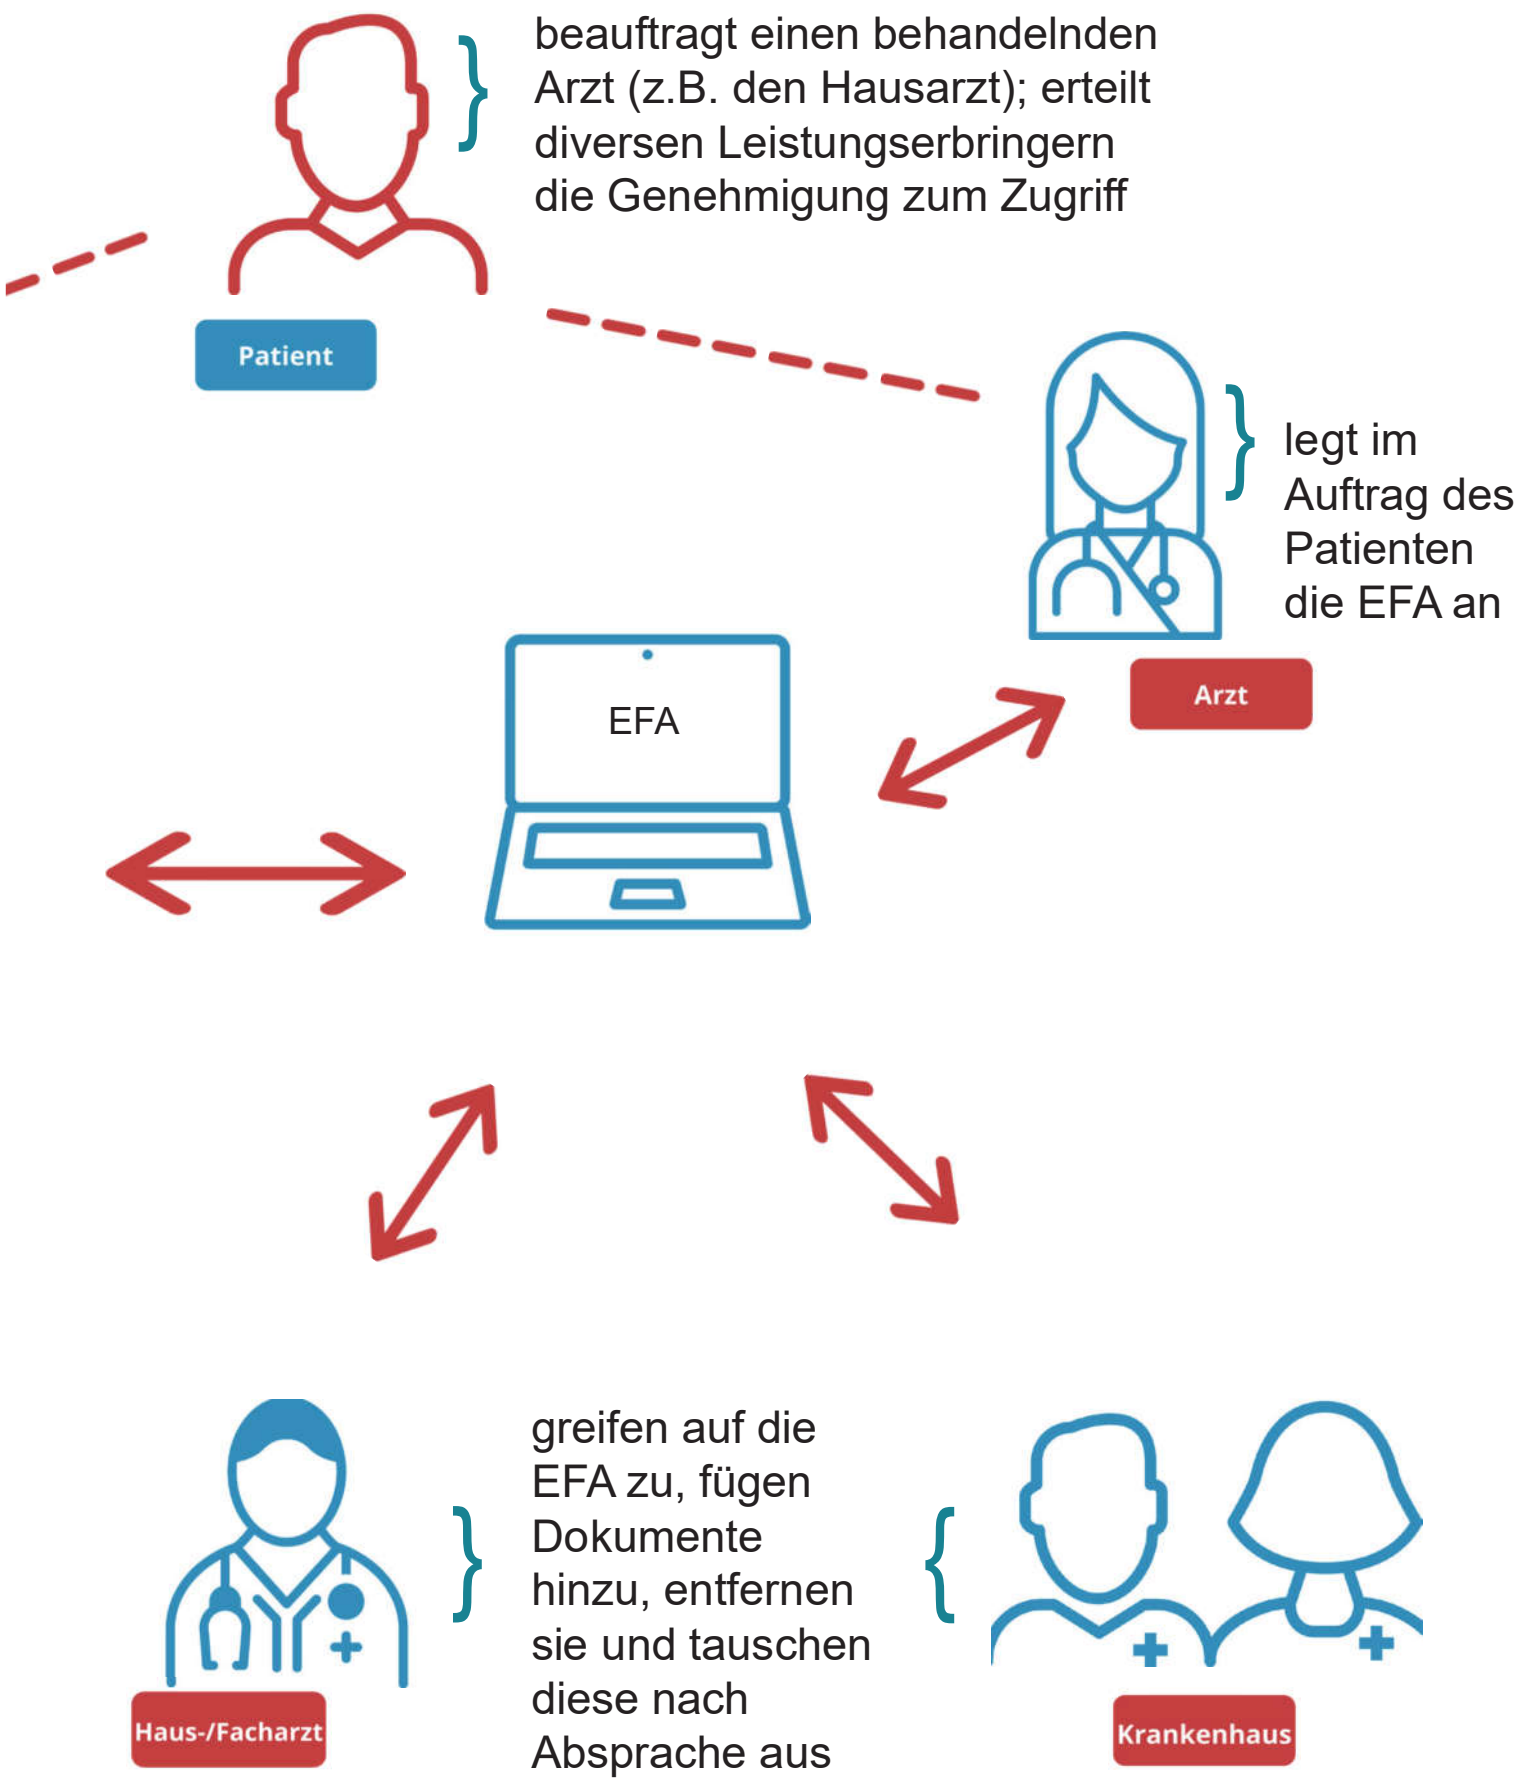 beauftragt einen behandelnden
Arzt (z.B. den Hausarzt); erteilt
diversen Leistungserbringern
die Genehmigung zum Zugriff
Patient
legt im
Auftrag des
Patienten
die EFA an
Arzt
EFA
greifen auf die
EFA zu, fügen
Dokumente
hinzu, entfernen
sie und tauschen
diese nach
Absprache aus
Haus-/Facharzt
Krankenhaus